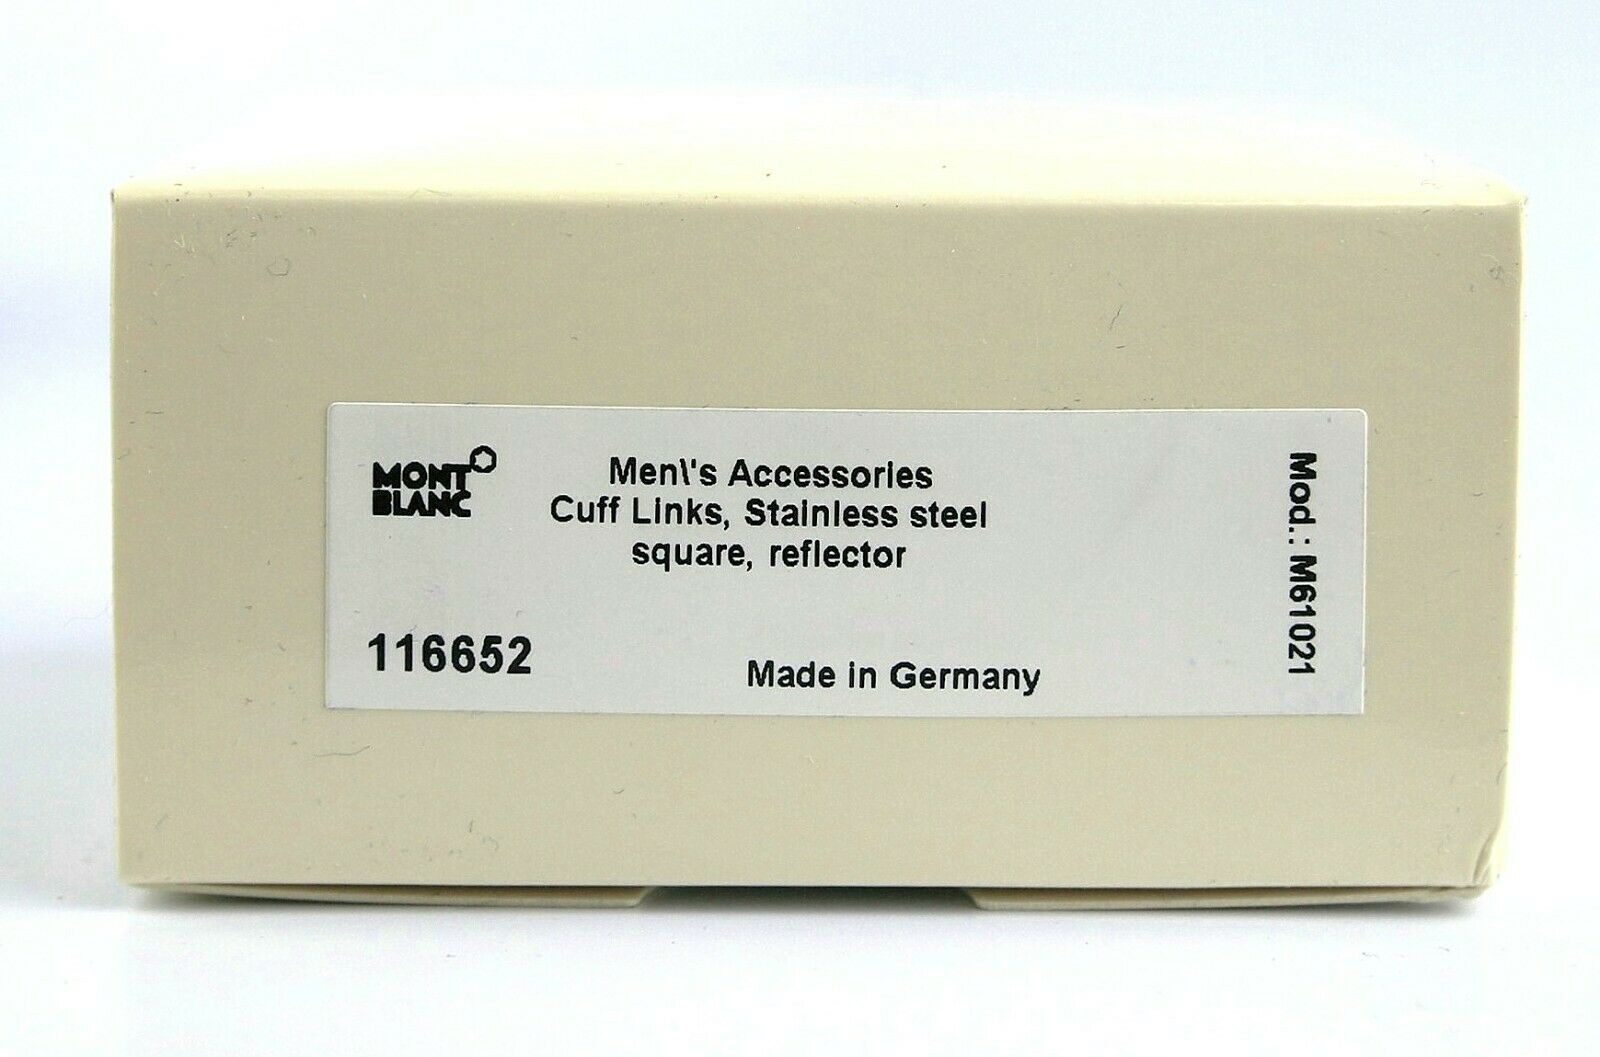 MONT
BLANC
Men\'s Accessories
Cuff Links, Stainless steel
square, reflector
116652
Made in Germany
Mod.: M61021